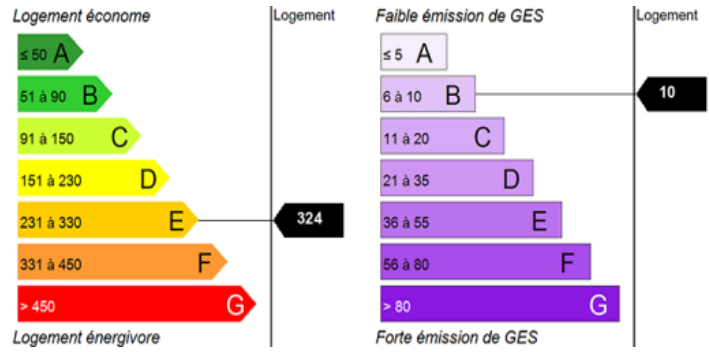 Logement économe
Logement
≤ 50 A
51 à 90 B
91 à 150 C
151 à 230 D
231 à 330 E
324
331 à 450 F
> 450 G
Logement énergivore
Faible émission de GES
Logement
≤ 5 A
6 à 10 B
10
11 à 20 C
21 à 35 D
36 à 55 E
56 à 80 F
> 80 G
Forte émission de GES